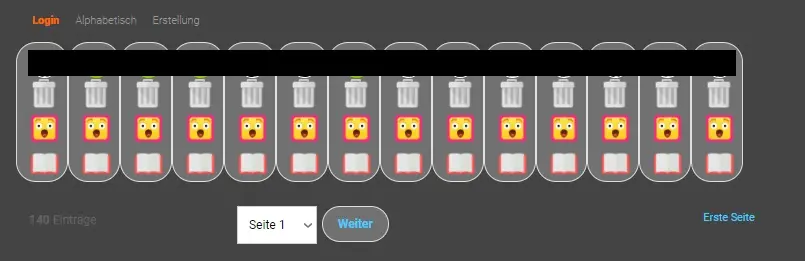 Login Alphabetisch Erstellung
140 Einträge
Seite 1 Weiter
Erste Seite